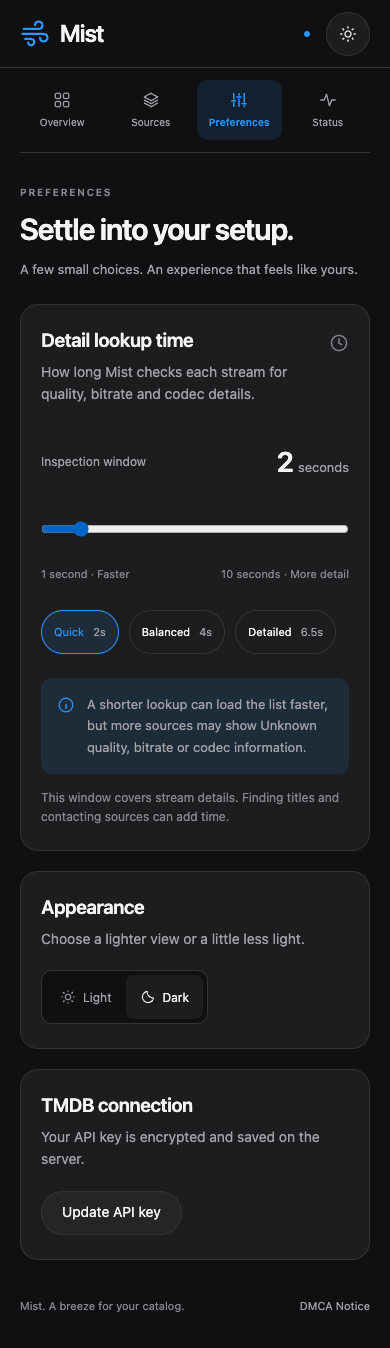 Mist
Overview
Sources
Preferences
Status
PREFERENCES
Settle into your setup.
A few small choices. An experience that feels like yours.
Detail lookup time
How long Mist checks each stream for
quality, bitrate and codec details.
Inspection window
2 seconds
1 second · Faster
10 seconds · More detail
Quick 2s
Balanced 4s
Detailed 6.5s
A shorter lookup can load the list faster,
but more sources may show Unknown
quality, bitrate or codec information.
This window covers stream details. Finding titles and
contacting sources can add time.
Appearance
Choose a lighter view or a little less light.
Light
Dark
TMDB connection
Your API key is encrypted and saved on the
server.
Update API key
Mist. A breeze for your catalog.
DMCA Notice